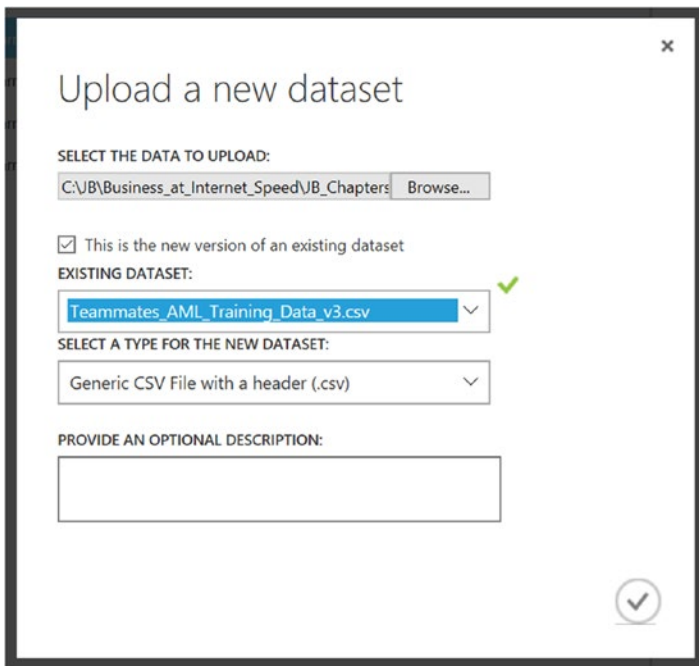 Upload a new dataset
SELECT THE DATA TO UPLOAD:
C:\JB\Business_at_Internet_Speed\JB_Chapters Browse...
This is the new version of an existing dataset
EXISTING DATASET:
Teammates_AML_Training_Data_v3.csv
SELECT A TYPE FOR THE NEW DATASET:
Generic CSV File with a header (.csv)
PROVIDE AN OPTIONAL DESCRIPTION: